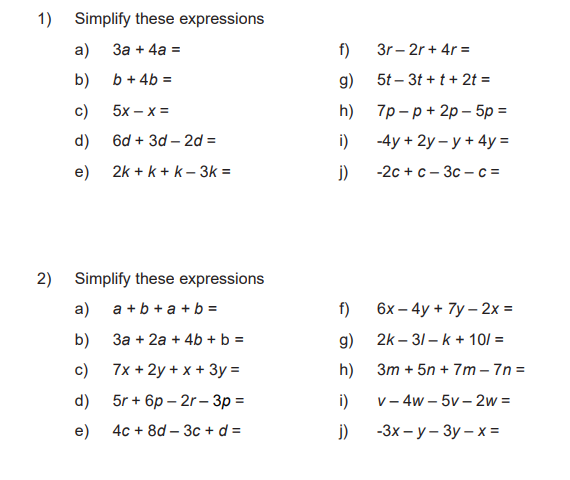 1) Simplify these expressions
a) 3a + 4a = f) 3r – 2r + 4r =
b) b + 4b = g) 5t – 3t + t + 2t =
c) 5x – x = h) 7p – p + 2p – 5p =
d) 6d + 3d – 2d = i) -4y + 2y – y + 4y =
e) 2k + k + k – 3k = j) -2c + c – 3c – c =
2) Simplify these expressions
a) a + b + a + b = f) 6x – 4y + 7y – 2x =
b) 3a + 2a + 4b + b = g) 2k – 3l – k + 10l =
c) 7x + 2y + x + 3y = h) 3m + 5n + 7m – 7n =
d) 5r + 6p – 2r – 3p = i) v – 4w – 5v – 2w =
e) 4c + 8d – 3c + d = j) -3x – y – 3y – x =